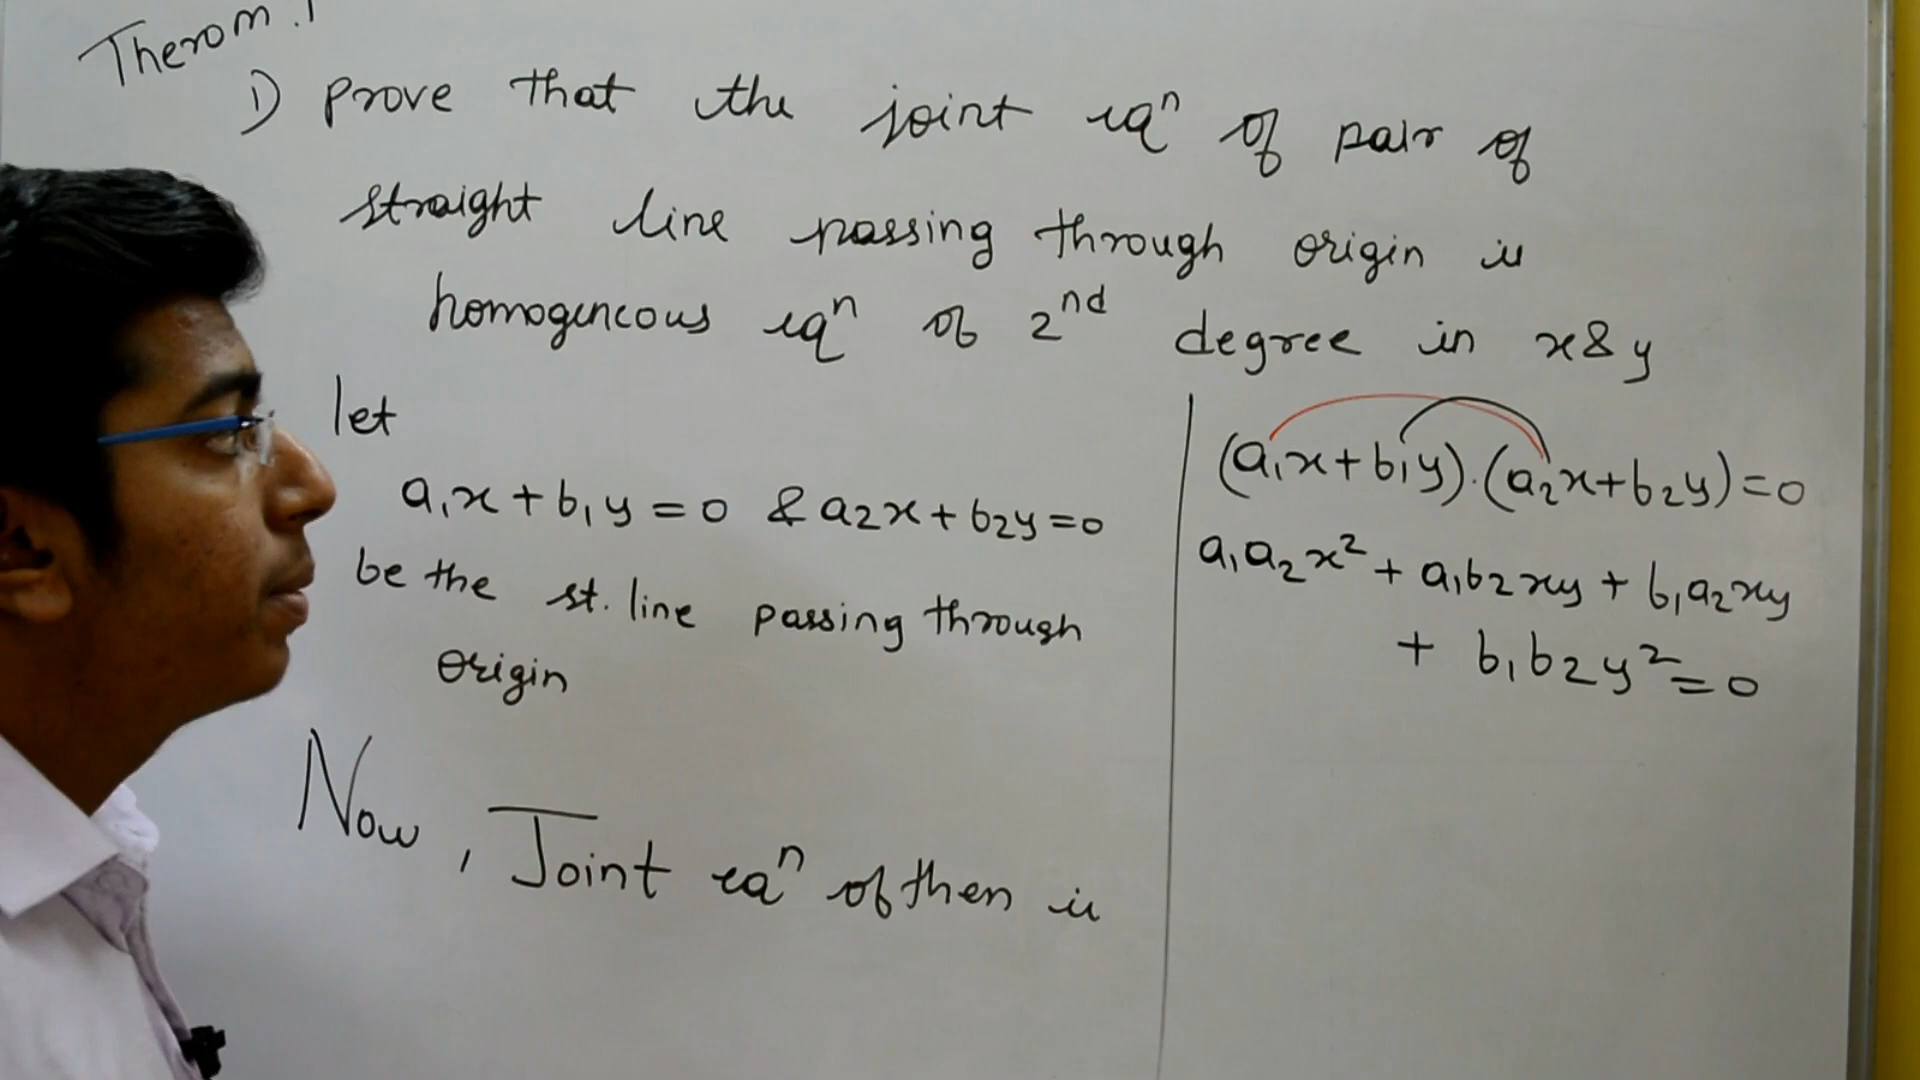 Therom.1
1) prove that the joint eqⁿ of pair of
straight line passing through origin is
homogeneous eqⁿ of 2ⁿᵈ degree in x & y
let
a₁x + b₁y = 0 & a₂x + b₂y = 0
be the st. line passing through
origin
Now, Joint eqⁿ of then is
(a₁x + b₁y).(a₂x + b₂y) = 0
a₁a₂x² + a₁b₂xy + b₁a₂xy
+ b₁b₂y² = 0